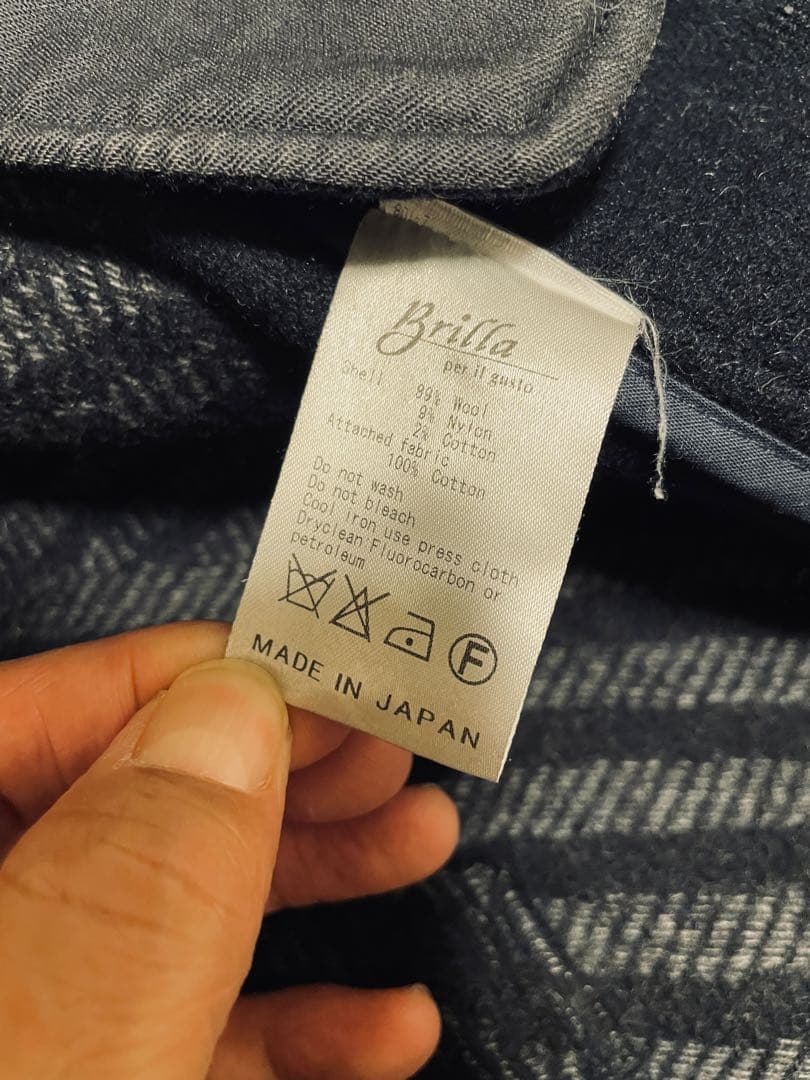 Brilla
per il gusto
Shell 99% Wool
9% Nylon
2% Cotton
Attached fabric
100% Cotton
Do not wash
Do not bleach
Cool iron use press cloth
Dryclean Fluorocarbon or
petroleum
F
MADE IN JAPAN